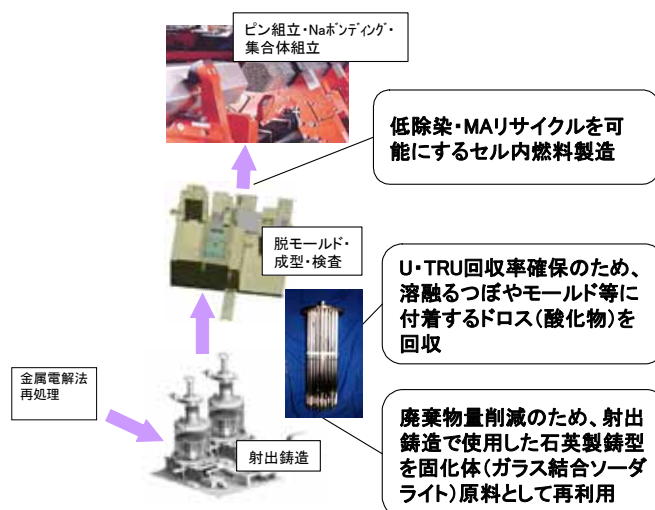 ピン組立・Naボンディング・
集合体組立
低除染・MAリサイクルを可
能にするセル内燃料製造
脱モールド・
成型・検査
U・TRU回収率確保のため、
溶融るつぼやモールド等に
付着するドロス(酸化物)を
回収
金属電解法
再処理
射出鋳造
廃棄物量削減のため、射出
鋳造で使用した石英製鋳型
を固化体(ガラス結合ソーダ
ライト)原料として再利用